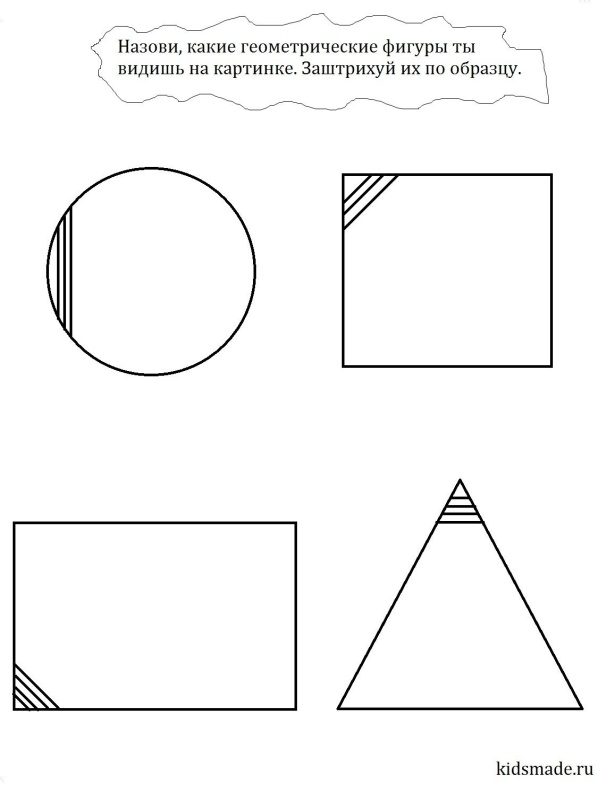 Назови, какие геометрические фигуры ты
видишь на картинке. Заштрихуй их по образцу.
kidsmade.ru